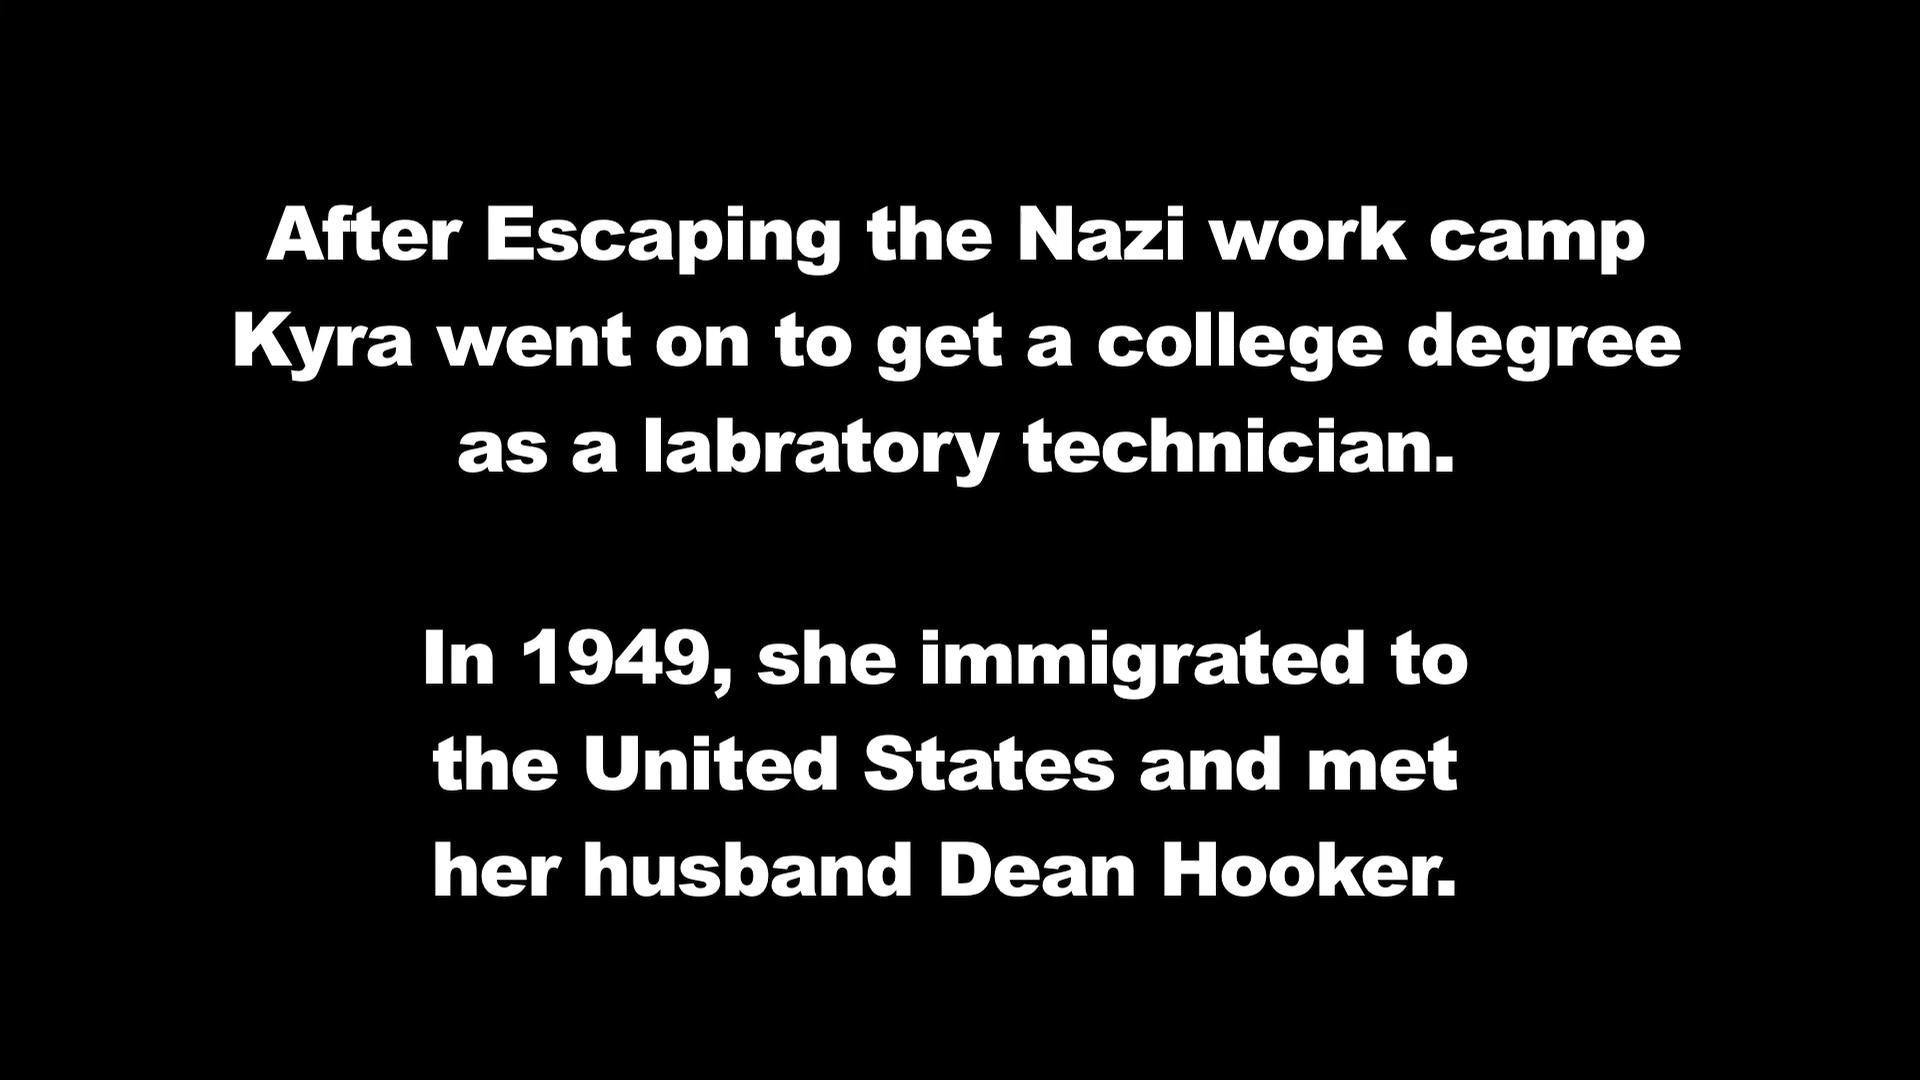 After Escaping the Nazi work camp
Kyra went on to get a college degree
as a labratory technician.
In 1949, she immigrated to
the United States and met
her husband Dean Hooker.